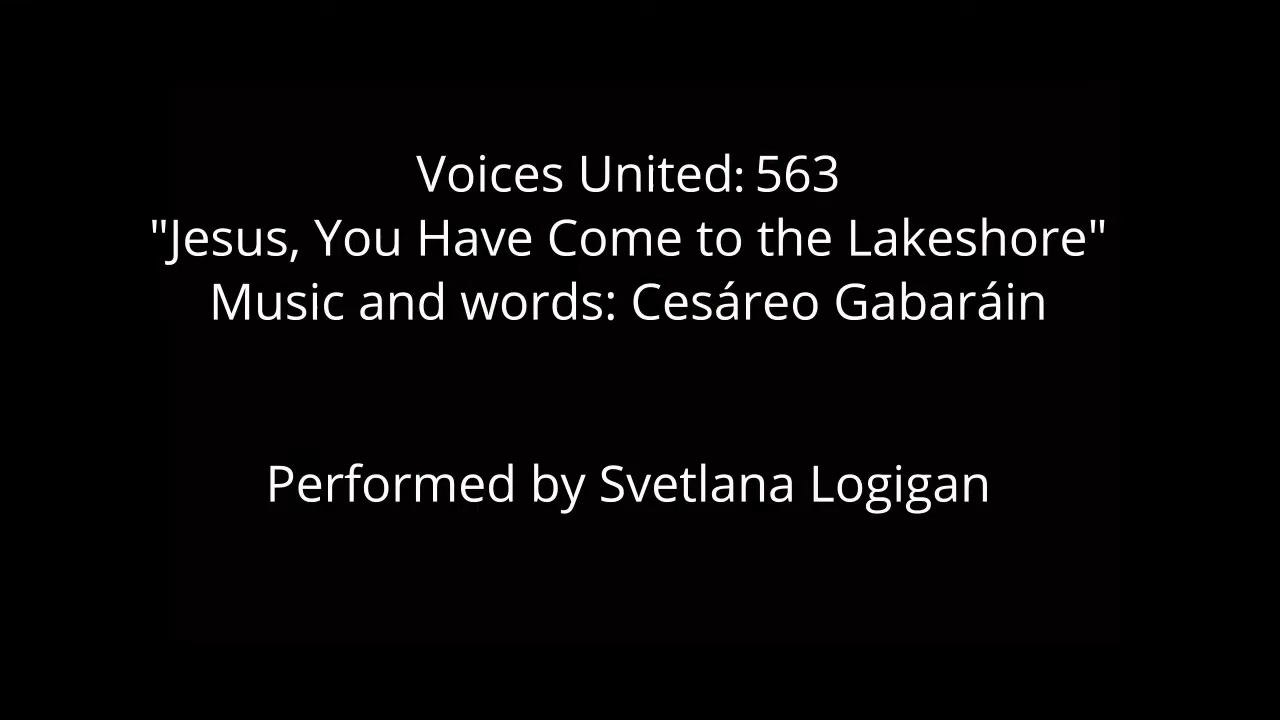 Voices United: 563
"Jesus, You Have Come to the Lakeshore"
Music and words: Cesáreo Gabaráin
Performed by Svetlana Logigan